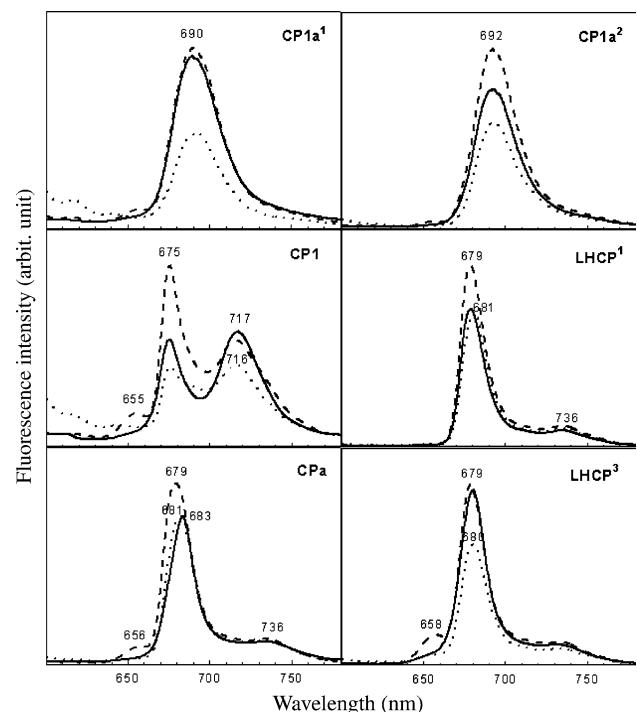 690
CP1a¹
692
CP1a²
675
CP1
717
716
655
679
LHCP¹
681
736
679
CPa
681
683
656
736
679
LHCP³
680
658
650
700
750
650
700
750
Fluorescence intensity (arbit. unit)
Wavelength (nm)